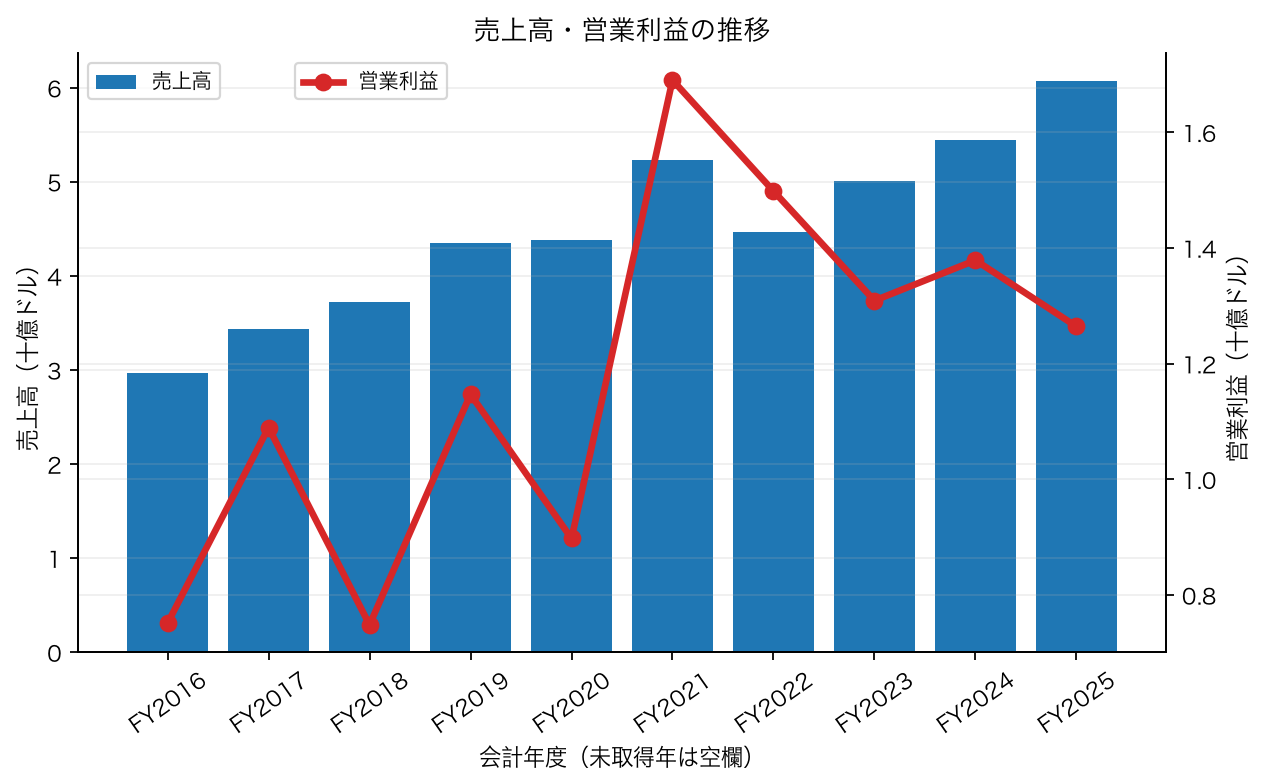 売上高・営業利益の推移
売上高
営業利益
売上高（十億ドル）
6
5
4
3
2
1
0
営業利益（十億ドル）
1.6
1.4
1.2
1.0
0.8
FY2016
FY2017
FY2018
FY2019
FY2020
FY2021
FY2022
FY2023
FY2024
FY2025
会計年度（未取得年は空欄）